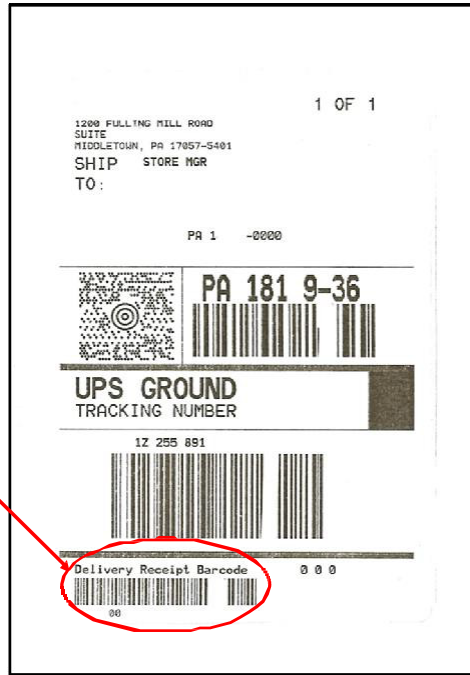 1 OF 1
1200 FULLING MILL ROAD
SUITE
MIDDLETOWN, PA 17057-5401
SHIP STORE MGR
TO:
PA 1 -0000
PA 181 9-36
UPS GROUND
TRACKING NUMBER
1Z 255 891
Delivery Receipt Barcode 0 0 0
00